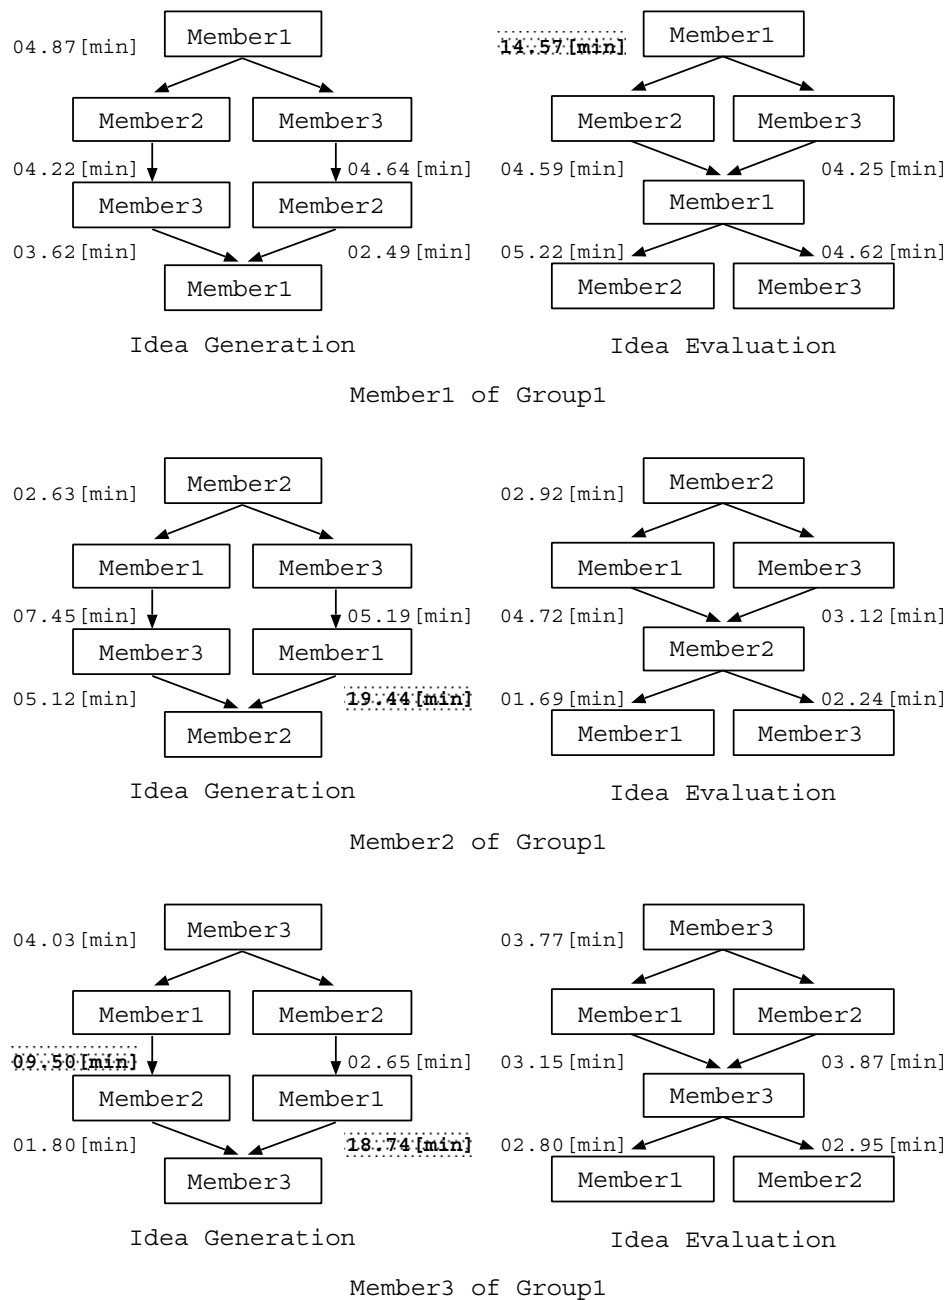 04.87[min] Member1 14.57[min] Member1
Member2 Member3 Member2 Member3
04.22[min] 04.64[min] 04.59[min] 04.25[min]
Member3 Member2 Member1
03.62[min] 02.49[min] 05.22[min] 04.62[min]
Member1 Member2 Member3
Idea Generation Idea Evaluation
Member1 of Group1
02.63[min] Member2 02.92[min] Member2
Member1 Member3 Member1 Member3
07.45[min] 05.19[min] 04.72[min] 03.12[min]
Member3 Member1 Member2
05.12[min] 19.44[min] 01.69[min] 02.24[min]
Member2 Member1 Member3
Idea Generation Idea Evaluation
Member2 of Group1
04.03[min] Member3 03.77[min] Member3
Member1 Member2 Member1 Member2
09.50[min] 02.65[min] 03.15[min] 03.87[min]
Member2 Member1 Member3
01.80[min] 18.74[min] 02.80[min] 02.95[min]
Member3 Member1 Member2
Idea Generation Idea Evaluation
Member3 of Group1